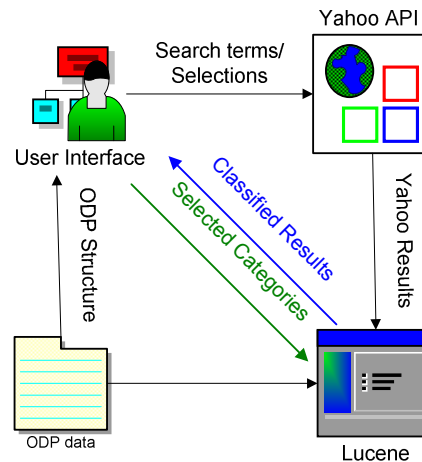 Yahoo API
Search terms/
Selections
User Interface
Classified Results
Selected Categories
ODP Structure
Yahoo Results
ODP data
Lucene